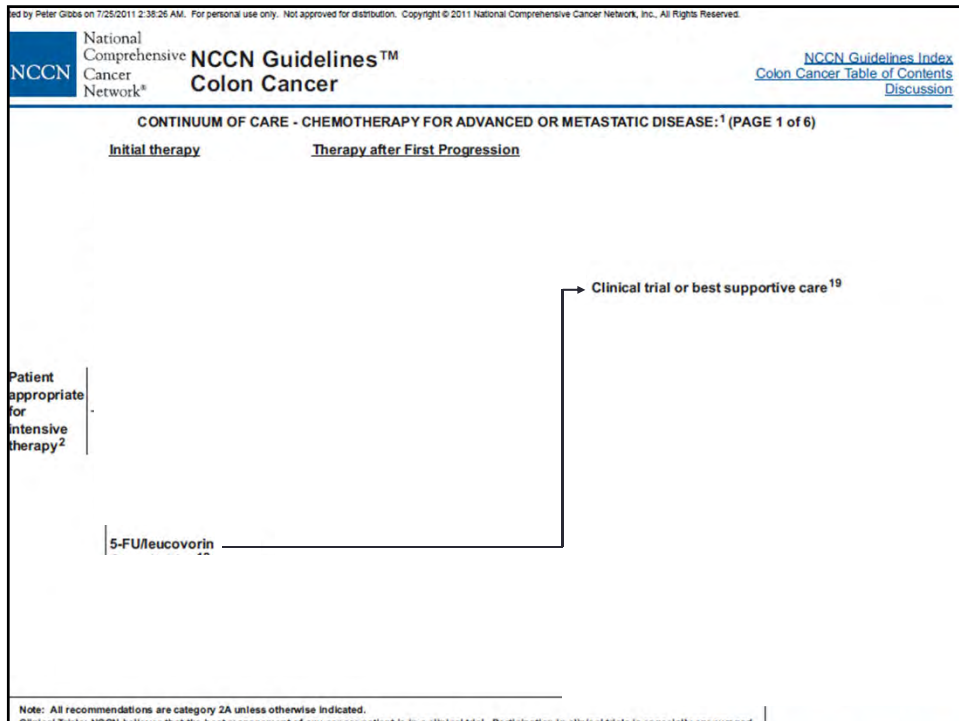 ted by Peter Gibbs on 7/25/2011 2:38:26 AM. For personal use only. Not approved for distribution. Copyright © 2011 National Comprehensive Cancer Network, Inc., All Rights Reserved.
NCCN
National
Comprehensive
Cancer
Network®
NCCN Guidelines™
Colon Cancer
NCCN Guidelines Index
Colon Cancer Table of Contents
Discussion
CONTINUUM OF CARE - CHEMOTHERAPY FOR ADVANCED OR METASTATIC DISEASE:1 (PAGE 1 of 6)
Initial therapy Therapy after First Progression
Clinical trial or best supportive care19
Patient
appropriate
for
intensive
therapy2
5-FU/leucovorin
Note: All recommendations are category 2A unless otherwise indicated.